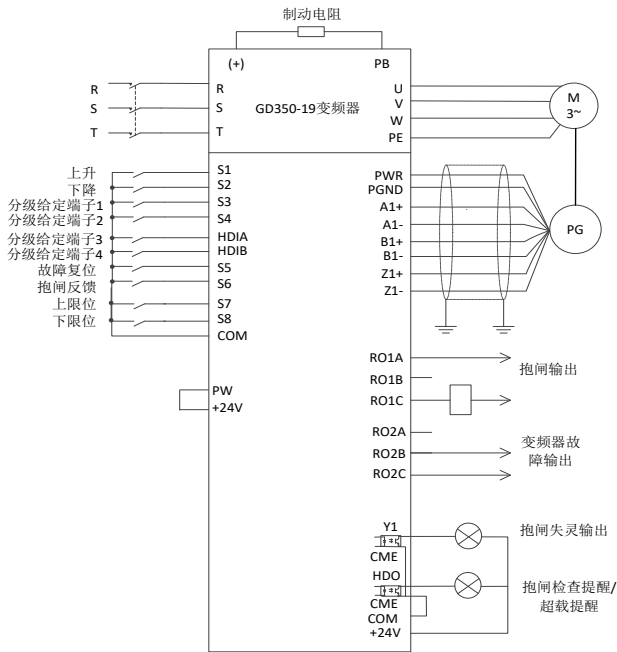 制动电阻
(+)
PB
R
S
T
R
S
T
GD350-19变频器
U
V
W
PE
M
3~
上升
下降
分级给定端子1
分级给定端子2
分级给定端子3
分级给定端子4
故障复位
抱闸反馈
上限位
下限位
S1
S2
S3
S4
HDIA
HDIB
S5
S6
S7
S8
COM
PW
+24V
PWR
PGND
A1+
A1-
B1+
B1-
Z1+
Z1-
PG
RO1A
RO1B
RO1C
抱闸输出
RO2A
RO2B
RO2C
变频器故
障输出
Y1
CME
抱闸失灵输出
HDO
CME
COM
+24V
抱闸检查提醒/
超载提醒